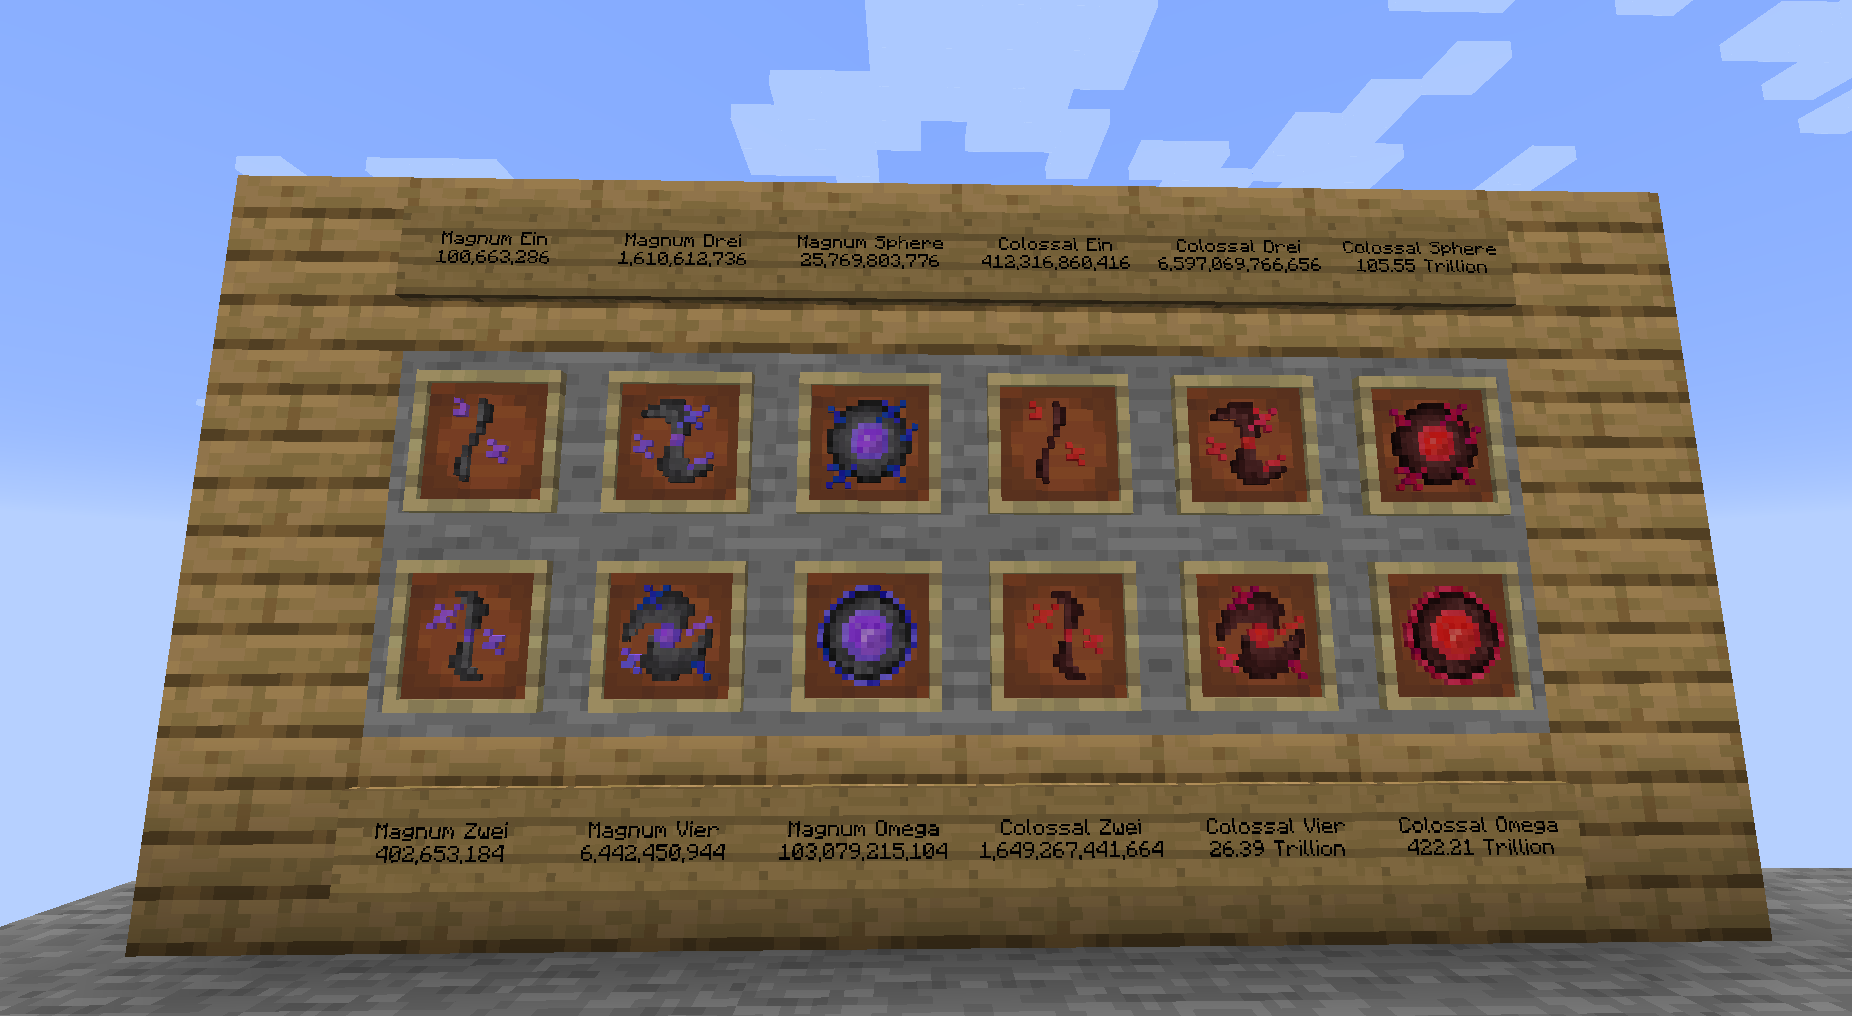 Magnum Ein
100,663,286
Magnum Drei
1,610,612,736
Magnum Sphere
25,769,803,776
Colossal Ein
412,316,860,416
Colossal Drei
6,597,069,766,656
Colossal Sphere
105.55 Trillion
Magnum Zwei
402,653,184
Magnum Vier
6,442,450,944
Magnum Omega
103,079,215,104
Colossal Zwei
1,649,267,441,664
Colossal Vier
26.39 Trillion
Colossal Omega
422.21 Trillion